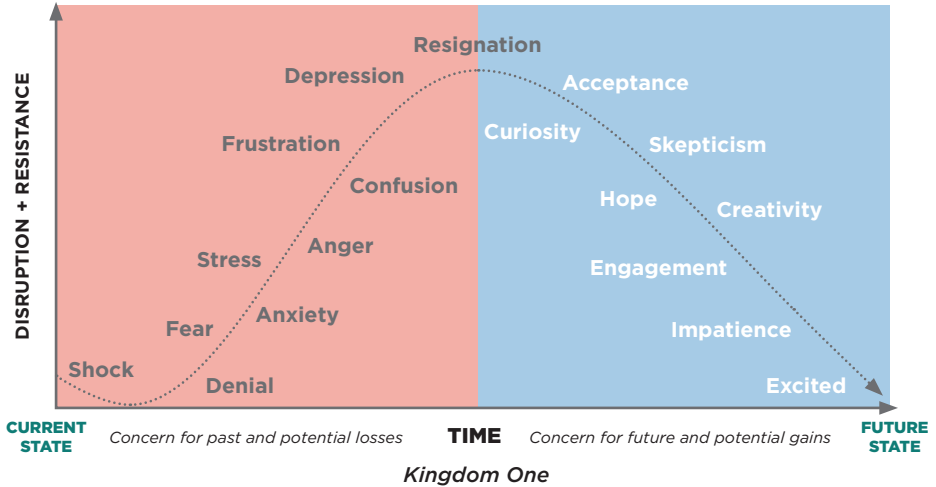 DISRUPTION + RESISTANCE
Resignation
Depression
Acceptance
Curiosity
Frustration
Skepticism
Confusion
Hope
Creativity
Anger
Stress
Engagement
Anxiety
Fear
Impatience
Shock
Denial
Excited
CURRENT
STATE
Concern for past and potential losses
TIME
Concern for future and potential gains
FUTURE
STATE
Kingdom One